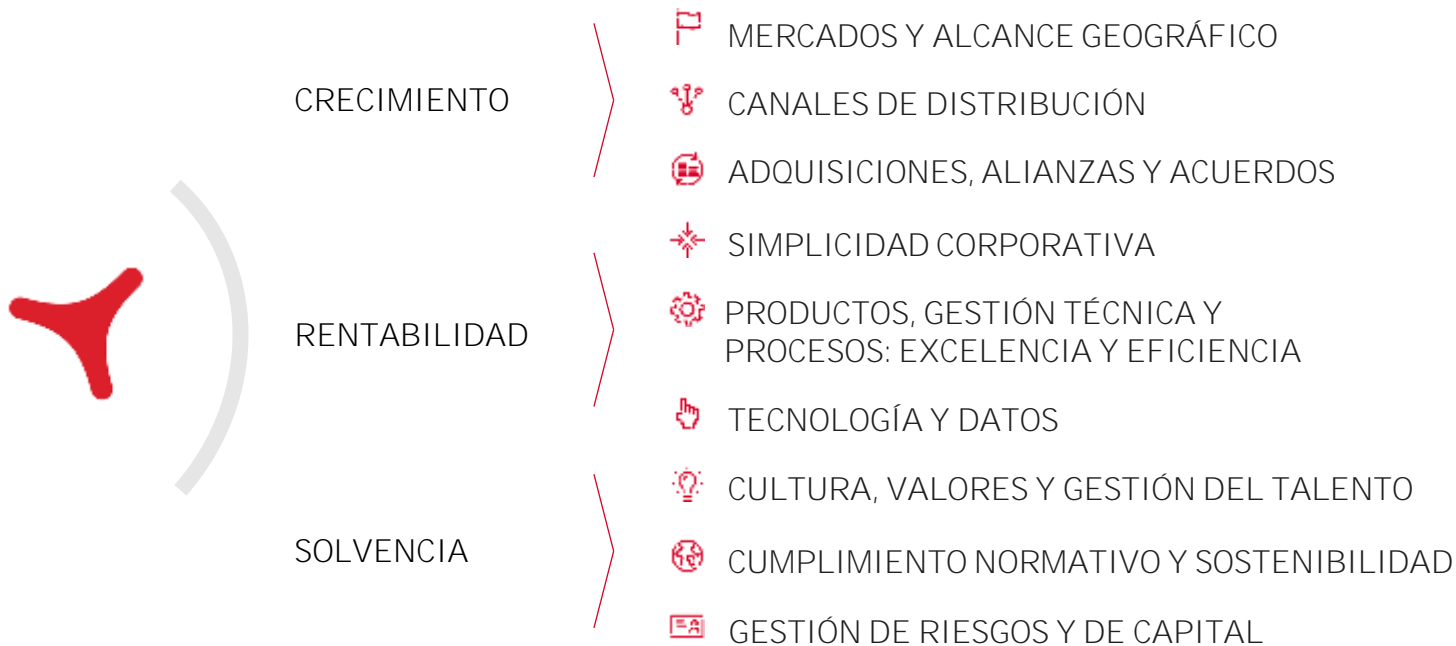 CRECIMIENTO
MERCADOS Y ALCANCE GEOGRÁFICO
CANALES DE DISTRIBUCIÓN
ADQUISICIONES, ALIANZAS Y ACUERDOS
RENTABILIDAD
SIMPLICIDAD CORPORATIVA
PRODUCTOS, GESTIÓN TÉCNICA Y
PROCESOS: EXCELENCIA Y EFICIENCIA
TECNOLOGÍA Y DATOS
SOLVENCIA
CULTURA, VALORES Y GESTIÓN DEL TALENTO
CUMPLIMIENTO NORMATIVO Y SOSTENIBILIDAD
GESTIÓN DE RIESGOS Y DE CAPITAL